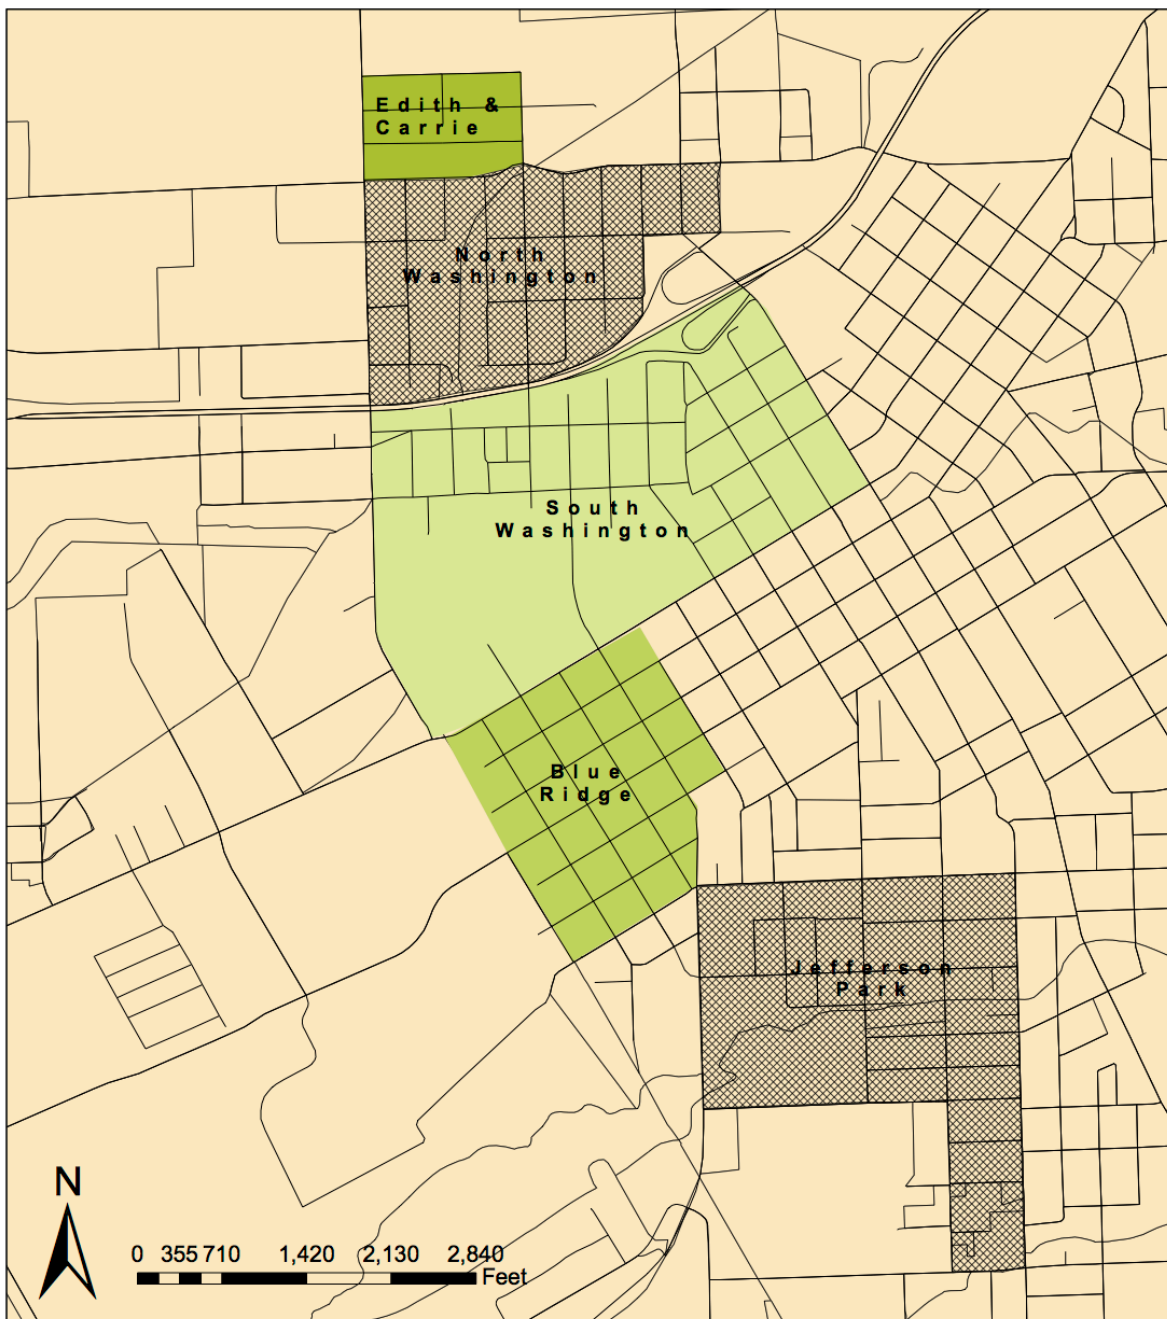 Edith &
Carrie
North
Washington
South
Washington
Blue
Ridge
Jefferson
Park
N
0 355 710 1,420 2,130 2,840
Feet